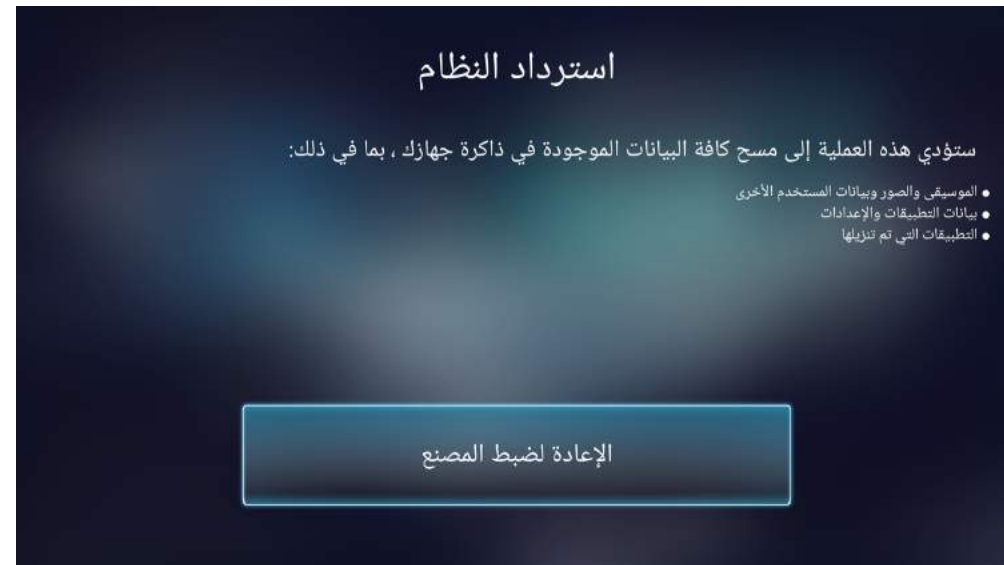 استرداد النظام
ستؤدي هذه العملية إلى مسح كافة البيانات الموجودة في ذاكرة جهازك ، بما في ذلك:
● الموسيقى والصور وبيانات المستخدم الأخرى
● بيانات التطبيقات والإعدادات
● التطبيقات التي تم تنزيلها
الإعادة لضبط المصنع